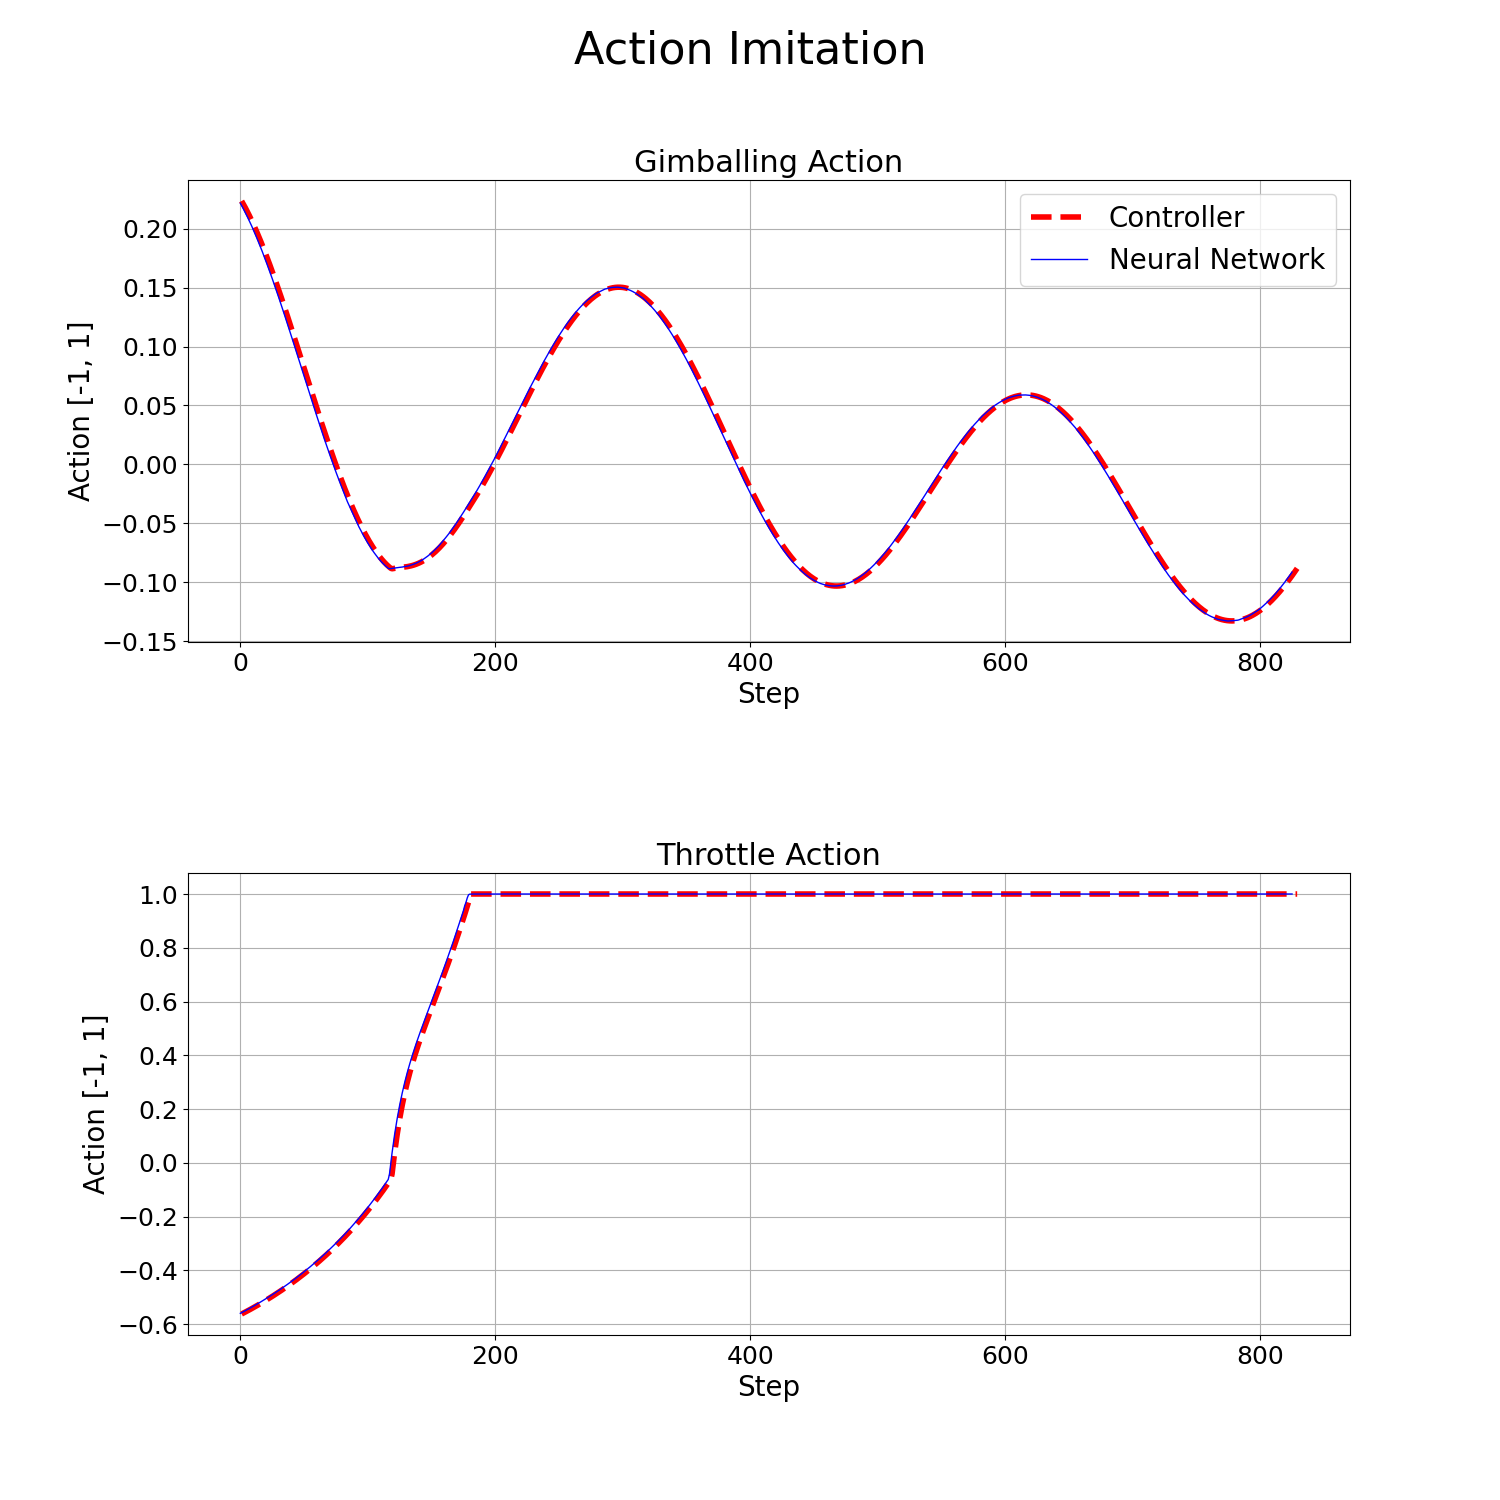 Action Imitation
Gimballing Action
Controller
Neural Network
0.20
0.15
0.10
0.05
0.00
−0.05
−0.10
−0.15
Action [-1, 1]
0 200 400 600 800
Step
Throttle Action
1.0
0.8
0.6
0.4
0.2
0.0
−0.2
−0.4
−0.6
Action [-1, 1]
0 200 400 600 800
Step